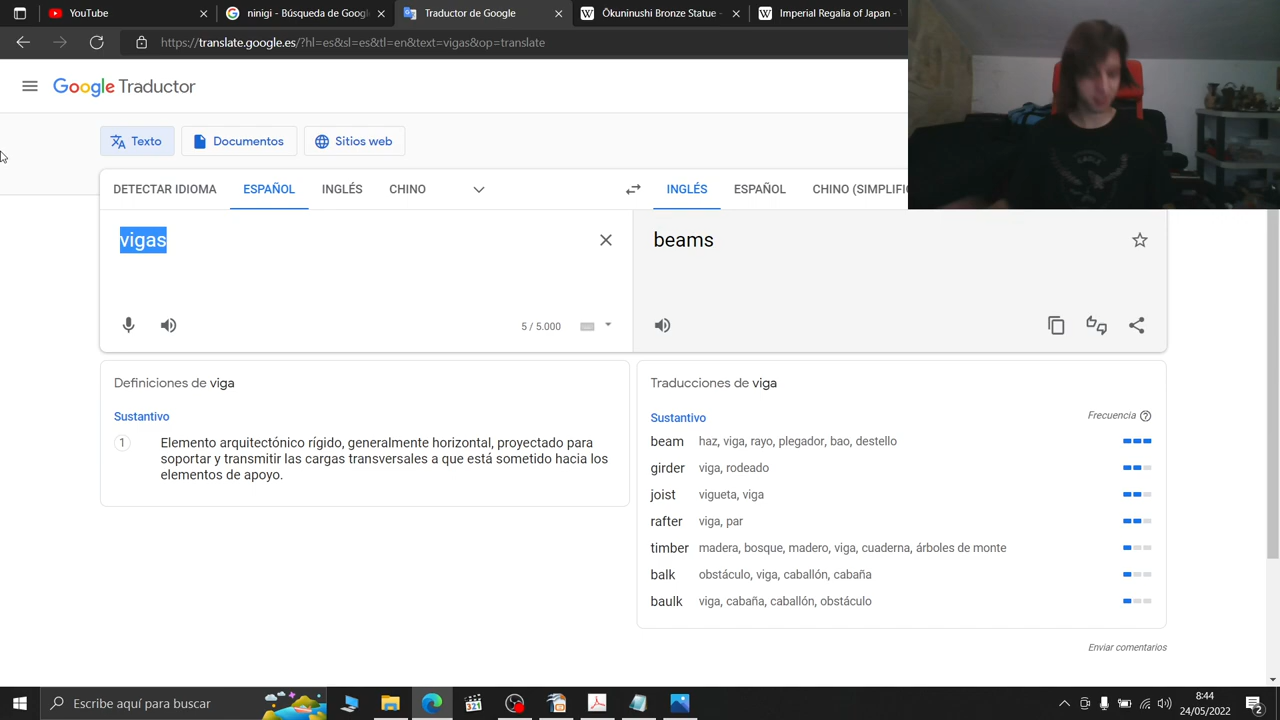 YouTube
ninigi - Búsqueda de Google
Traductor de Google
Ōkuninushi Bronze Statue -
Imperial Regalia of Japan -
https://translate.google.es/?hl=es&sl=es&tl=en&text=vigas&op=translate
Google Traductor
Texto
Documentos
Sitios web
DETECTAR IDIOMA
ESPAÑOL
INGLÉS
CHINO
INGLÉS
ESPAÑOL
CHINO (SIMPLIFIC
vigas
beams
5 / 5.000
Definiciones de viga
Sustantivo
1
Elemento arquitectónico rígido, generalmente horizontal, proyectado para
soportar y transmitir las cargas transversales a que está sometido hacia los
elementos de apoyo.
Traducciones de viga
Sustantivo
Frecuencia
beam haz, viga, rayo, plegador, bao, destello
girder viga, rodeado
joist vigueta, viga
rafter viga, par
timber madera, bosque, madero, viga, cuaderna, árboles de monte
balk obstáculo, viga, caballón, cabaña
baulk viga, cabaña, caballón, obstáculo
Enviar comentarios
Escribe aquí para buscar
321
8:44
24/05/2022
2